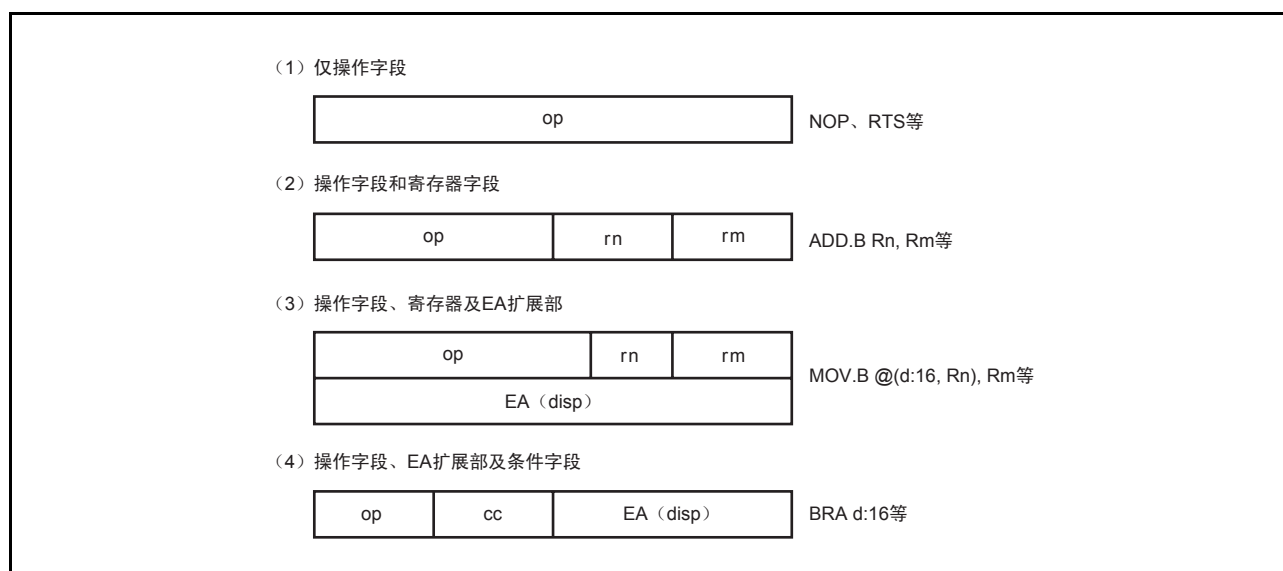 （1）仅操作字段
op
NOP、RTS等
（2）操作字段和寄存器字段
op rn rm
ADD.B Rn, Rm等
（3）操作字段、寄存器及EA扩展部
op rn rm
MOV.B @(d:16, Rn), Rm等
EA（disp）
（4）操作字段、EA扩展部及条件字段
op cc EA（disp）
BRA d:16等